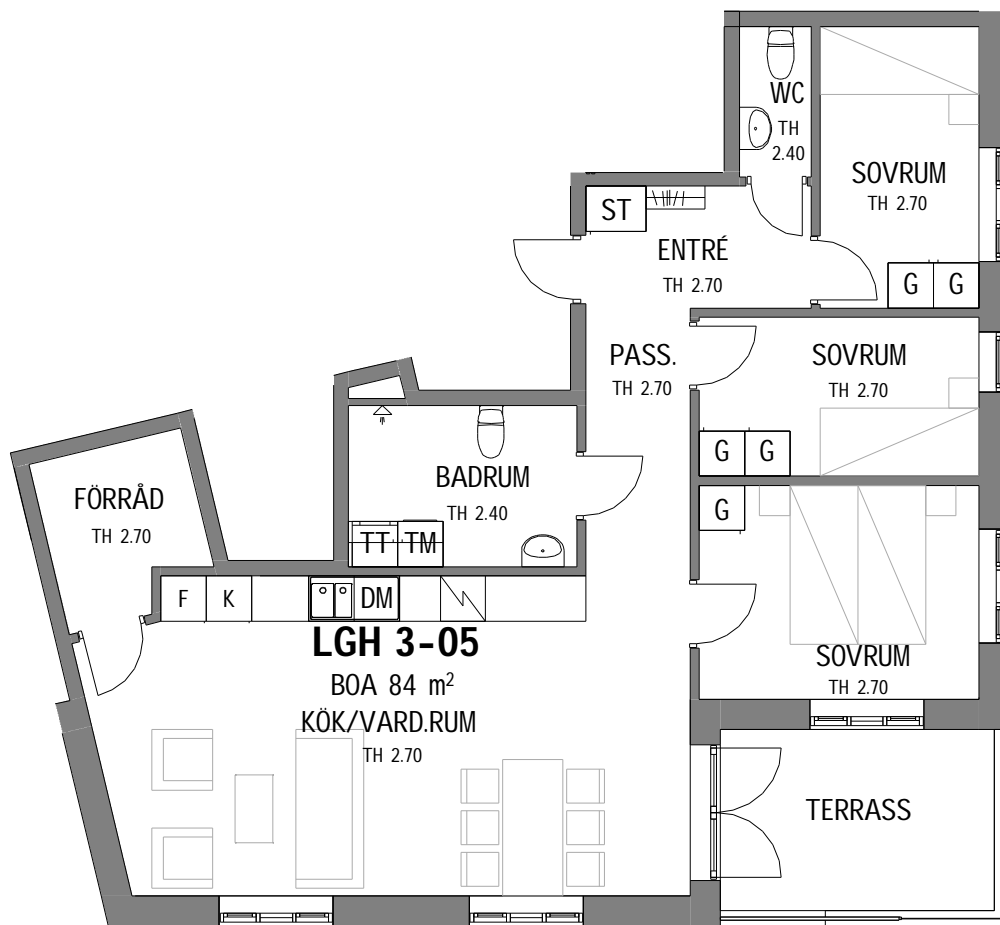 WC
TH
2.40
SOVRUM
TH 2.70
ST
ENTRÉ
TH 2.70
G G
PASS.
TH 2.70
SOVRUM
TH 2.70
G G
BADRUM
TH 2.40
TT TM
FÖRRÅD
TH 2.70
G
F K DM
LGH 3-05
BOA 84 m²
KÖK/VARD.RUM
TH 2.70
SOVRUM
TH 2.70
TERRASS